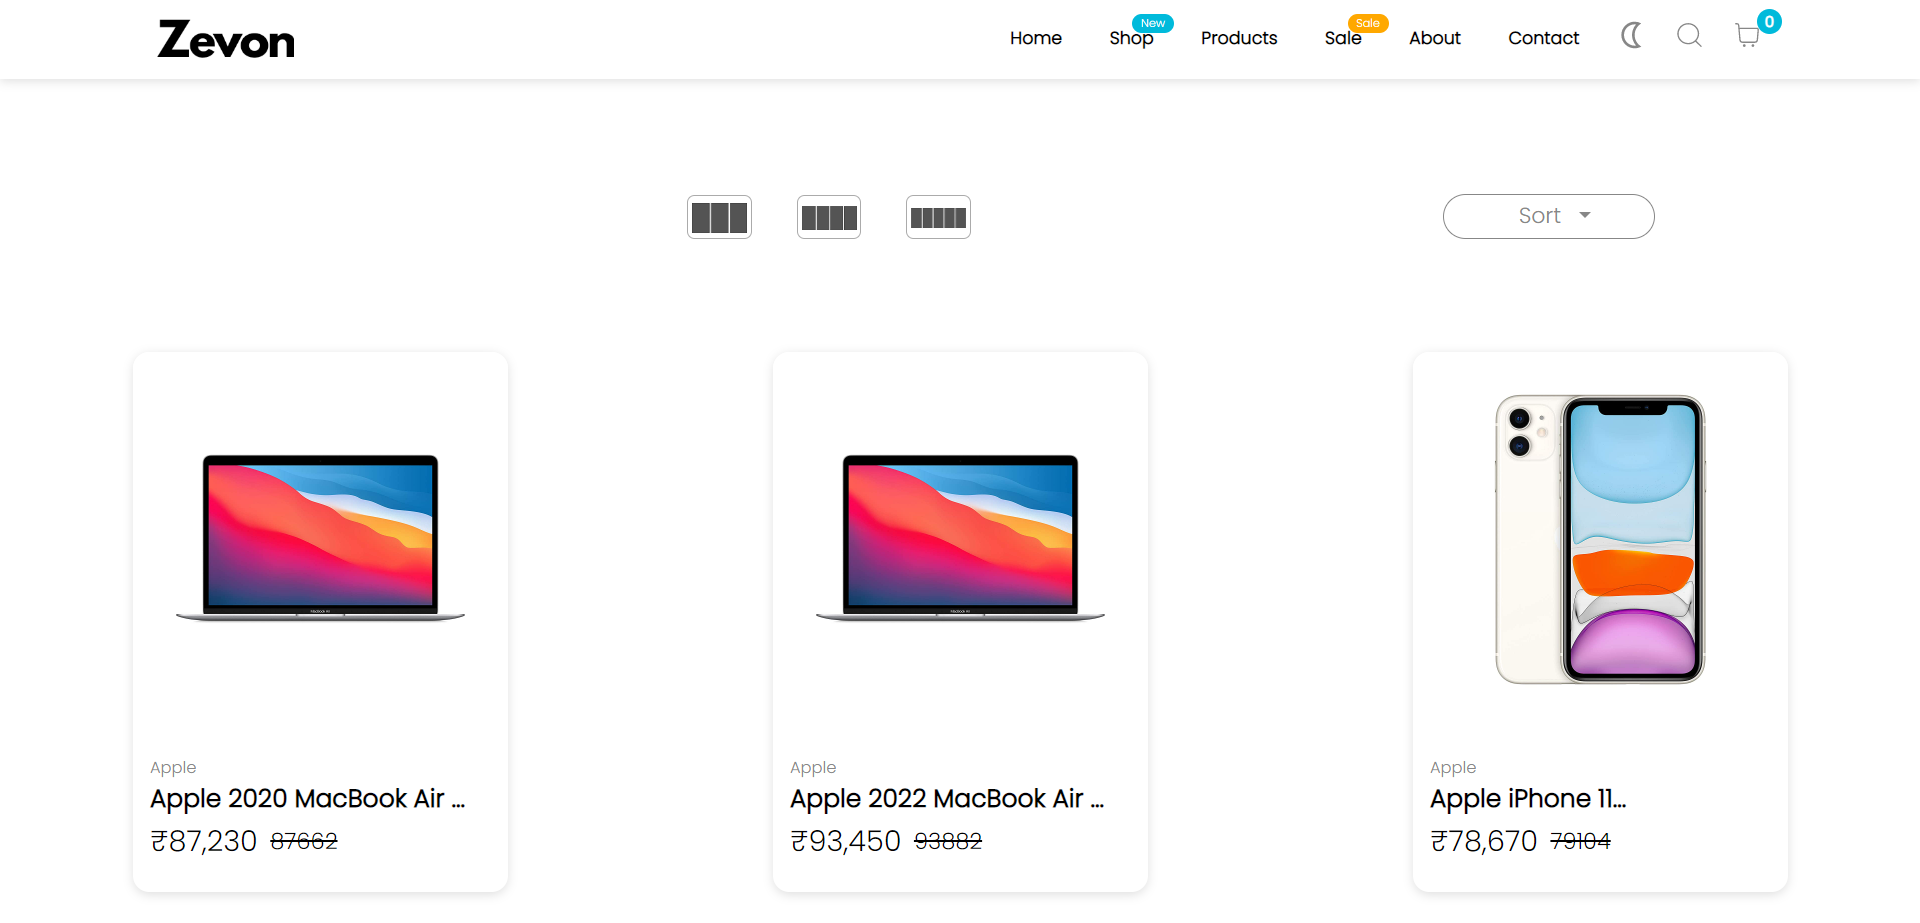 Zevon
Home Shop New Products Sale Sale About Contact 0
Sort
Apple
Apple 2020 MacBook Air ...
₹87,230 87662
Apple
Apple 2022 MacBook Air ...
₹93,450 93882
Apple
Apple iPhone 11...
₹78,670 79104